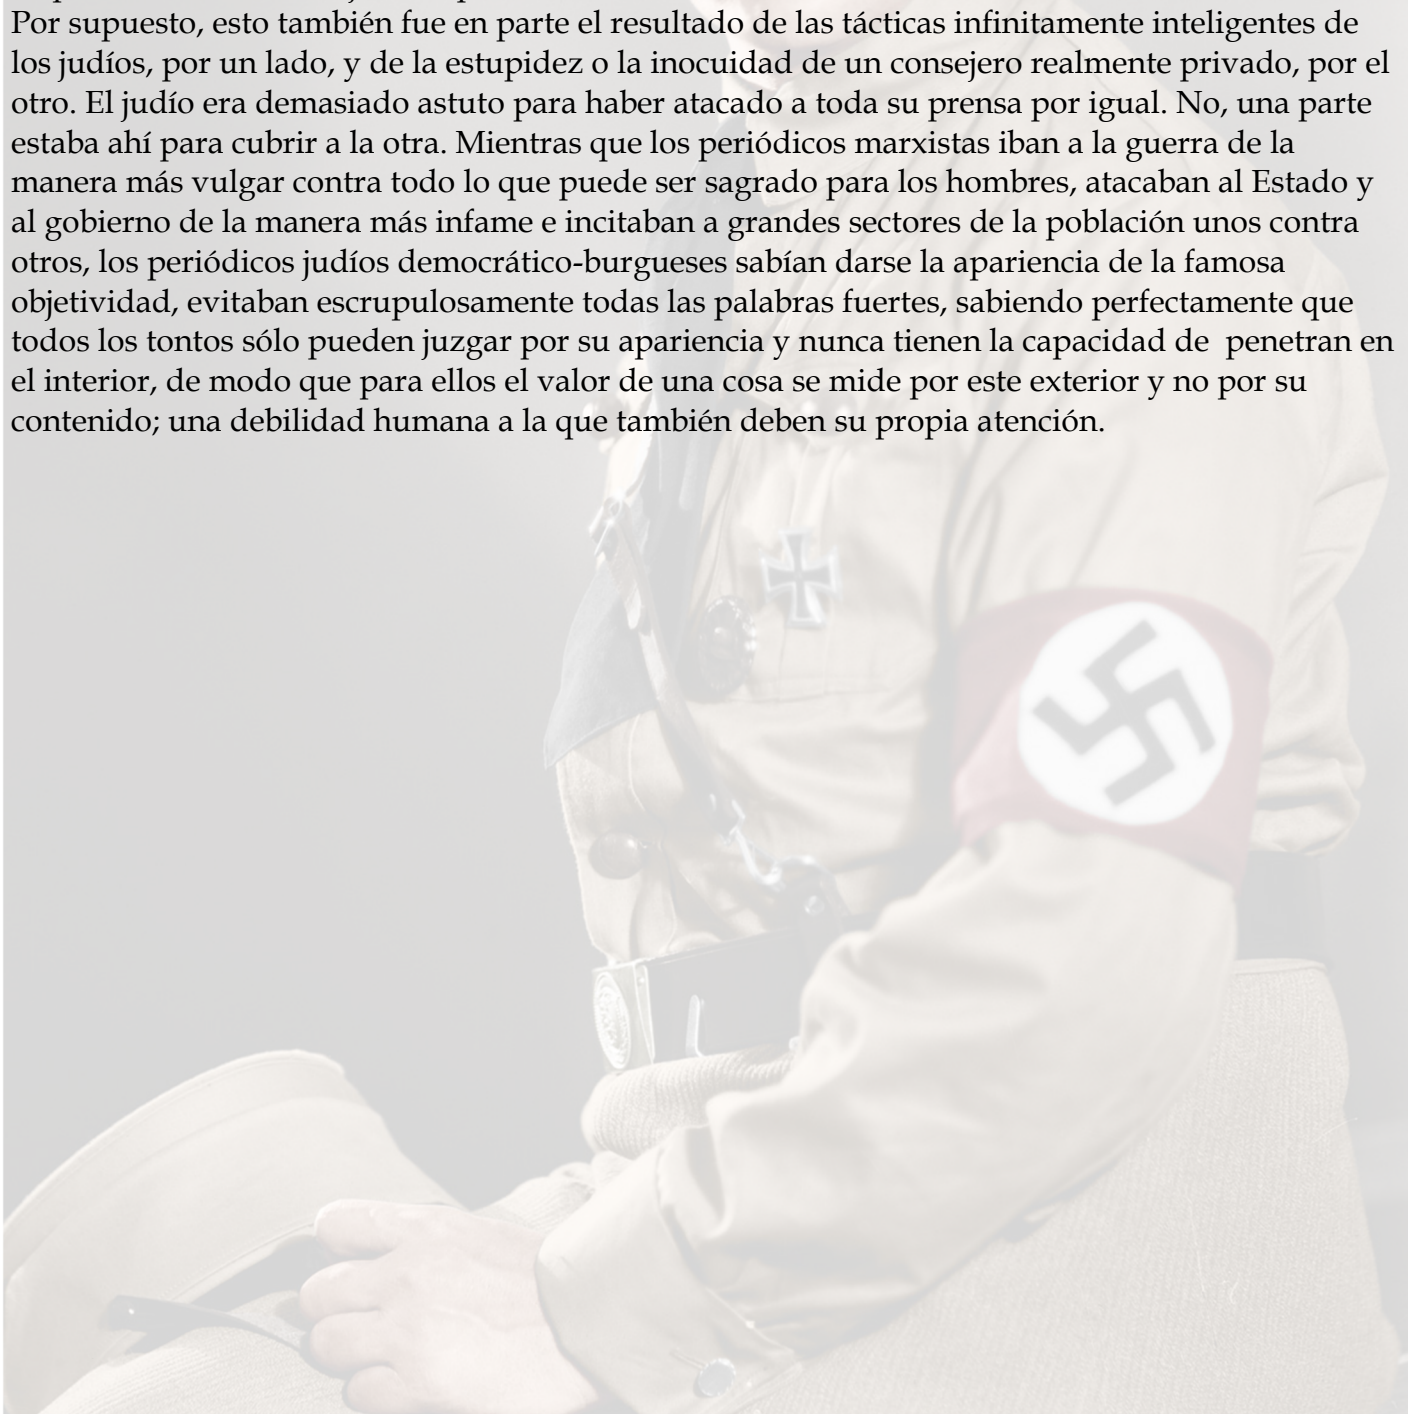 Por supuesto, esto también fue en parte el resultado de las tácticas infinitamente inteligentes de
los judíos, por un lado, y de la estupidez o la inocuidad de un consejero realmente privado, por el
otro. El judío era demasiado astuto para haber atacado a toda su prensa por igual. No, una parte
estaba ahí para cubrir a la otra. Mientras que los periódicos marxistas iban a la guerra de la
manera más vulgar contra todo lo que puede ser sagrado para los hombres, atacaban al Estado y
al gobierno de la manera más infame e incitaban a grandes sectores de la población unos contra
otros, los periódicos judíos democrático-burgueses sabían darse la apariencia de la famosa
objetividad, evitaban escrupulosamente todas las palabras fuertes, sabiendo perfectamente que
todos los tontos sólo pueden juzgar por su apariencia y nunca tienen la capacidad de  penetran en
el interior, de modo que para ellos el valor de una cosa se mide por este exterior y no por su
contenido; una debilidad humana a la que también deben su propia atención.